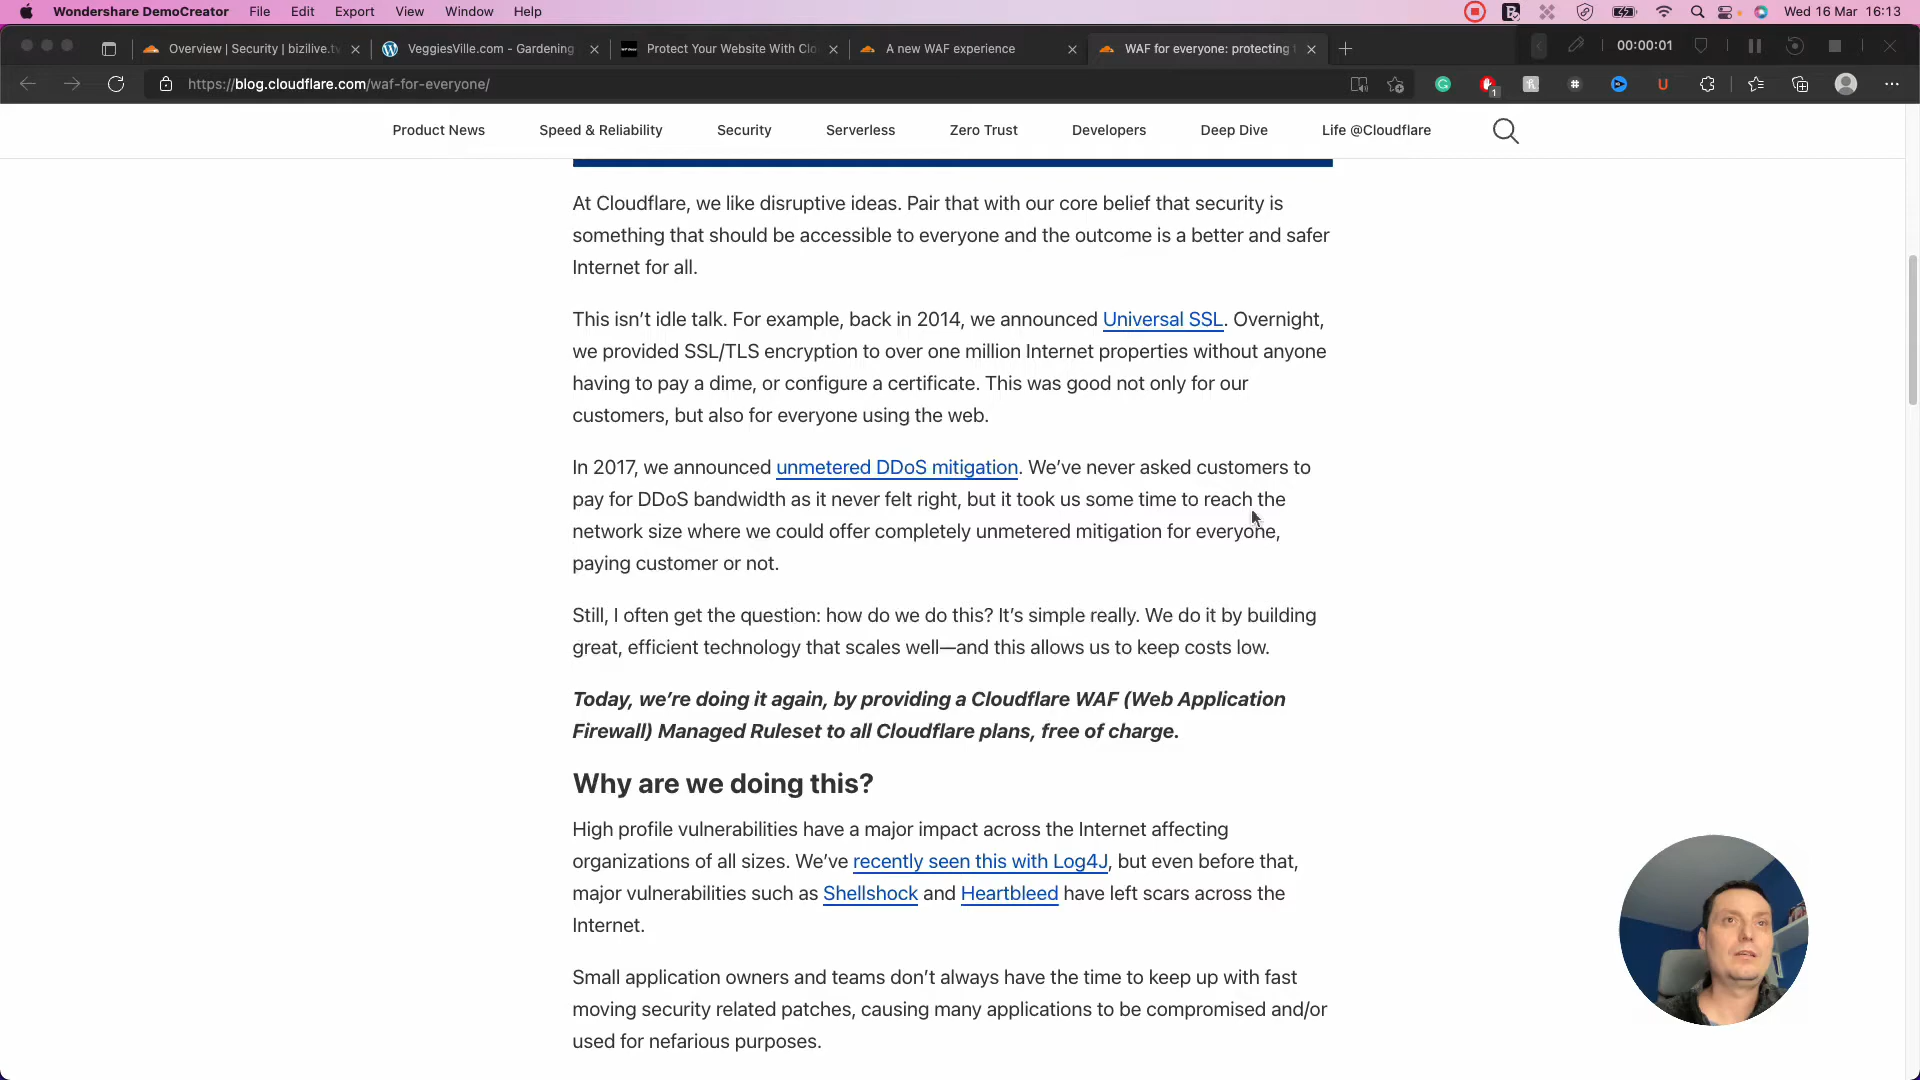 Wondershare DemoCreator File Edit Export View Window Help
Wed 16 Mar 16:13
Overview | Security | bizilive.tv
VeggiesVille.com - Gardening
Protect Your Website With Clo
A new WAF experience
WAF for everyone: protecting t
00:00:01
https://blog.cloudflare.com/waf-for-everyone/
Product News Speed & Reliability Security Serverless Zero Trust Developers Deep Dive Life @Cloudflare
At Cloudflare, we like disruptive ideas. Pair that with our core belief that security is
something that should be accessible to everyone and the outcome is a better and safer
Internet for all.
This isn’t idle talk. For example, back in 2014, we announced Universal SSL. Overnight,
we provided SSL/TLS encryption to over one million Internet properties without anyone
having to pay a dime, or configure a certificate. This was good not only for our
customers, but also for everyone using the web.
In 2017, we announced unmetered DDoS mitigation. We’ve never asked customers to
pay for DDoS bandwidth as it never felt right, but it took us some time to reach the
network size where we could offer completely unmetered mitigation for everyone,
paying customer or not.
Still, I often get the question: how do we do this? It’s simple really. We do it by building
great, efficient technology that scales well—and this allows us to keep costs low.
Today, we’re doing it again, by providing a Cloudflare WAF (Web Application
Firewall) Managed Ruleset to all Cloudflare plans, free of charge.
Why are we doing this?
High profile vulnerabilities have a major impact across the Internet affecting
organizations of all sizes. We’ve recently seen this with Log4J, but even before that,
major vulnerabilities such as Shellshock and Heartbleed have left scars across the
Internet.
Small application owners and teams don’t always have the time to keep up with fast
moving security related patches, causing many applications to be compromised and/or
used for nefarious purposes.